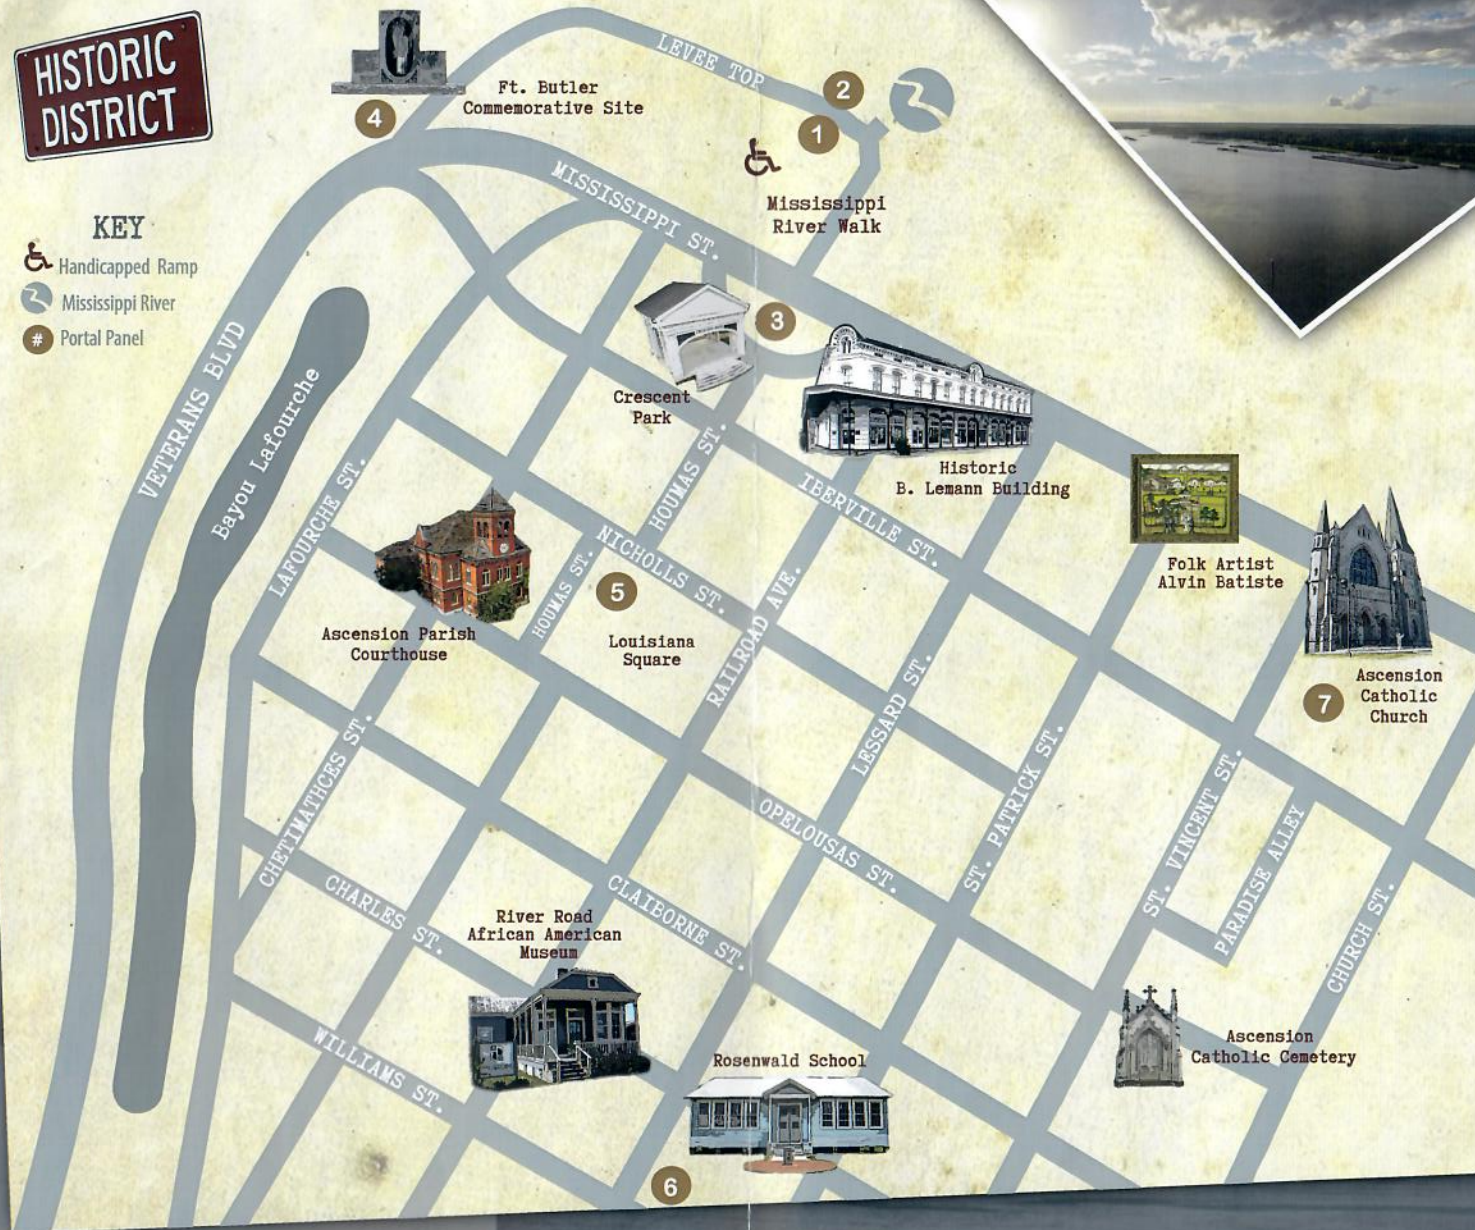 HISTORIC
DISTRICT
4
Ft. Butler
Commemorative Site
LEVEE TOP
2
1
Mississippi
River Walk
KEY
Handicapped Ramp
Mississippi River
# Portal Panel
MISSISSIPPI ST.
3
Crescent
Park
Historic
B. Lemann Building
VETERANS BLVD
Bayou Lafourche
LAFOURCHE ST.
HOUMAS ST.
IBERVILLE ST.
NICHOLLS ST.
HOUMAS ST.
5
Louisiana
Square
Ascension Parish
Courthouse
RAILROAD AVE.
Folk Artist
Alvin Batiste
Ascension
Catholic
Church
7
LESSARD ST.
CHETIMATHCES ST.
OPELOUSAS ST.
ST. PATRICK ST.
ST. VINCENT ST.
PARADISE ALLEY
CHURCH ST.
CHARLES ST.
CLAIBORNE ST.
River Road
African American
Museum
WILLIAMS ST.
Rosenwald School
6
Ascension
Catholic Cemetery